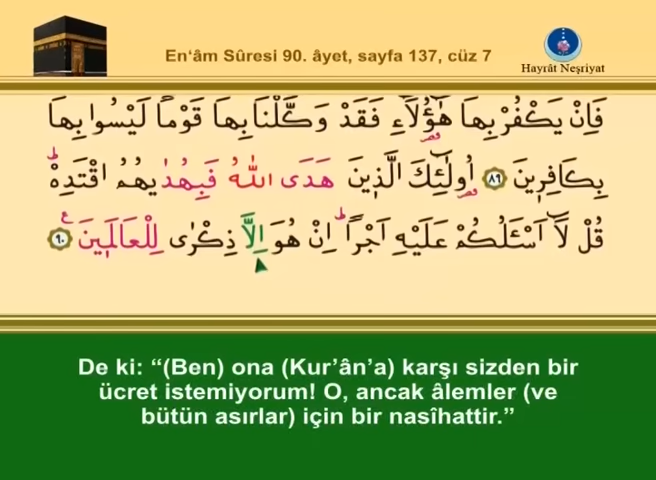 En‘âm Sûresi 90. âyet, sayfa 137, cüz 7
Hayrât Neşriyat
فَاِنْ يَكْفُرْ بِهَا هٰٓؤُ۬لَٓاءِ فَقَدْ وَكَّلْنَا بِهَا قَوْمًا لَيْسُوا بِهَا
بِكَافِر۪ينَ ﴿٨٩﴾ اُو۬لٰٓئِكَ الَّذ۪ينَ هَدَى اللّٰهُ فَبِهُدٰيهُمُ اقْتَدِهْۜ
قُلْ لَٓا اَسْـَٔلُكُمْ عَلَيْهِ اَجْرًاۜ اِنْ هُوَ اِلَّا ذِكْرٰى لِلْعَالَم۪ينَ ﴿٩٠﴾
De ki: “(Ben) ona (Kur’ân’a) karşı sizden bir
ücret istemiyorum! O, ancak âlemler (ve
bütün asırlar) için bir nasîhattir.”